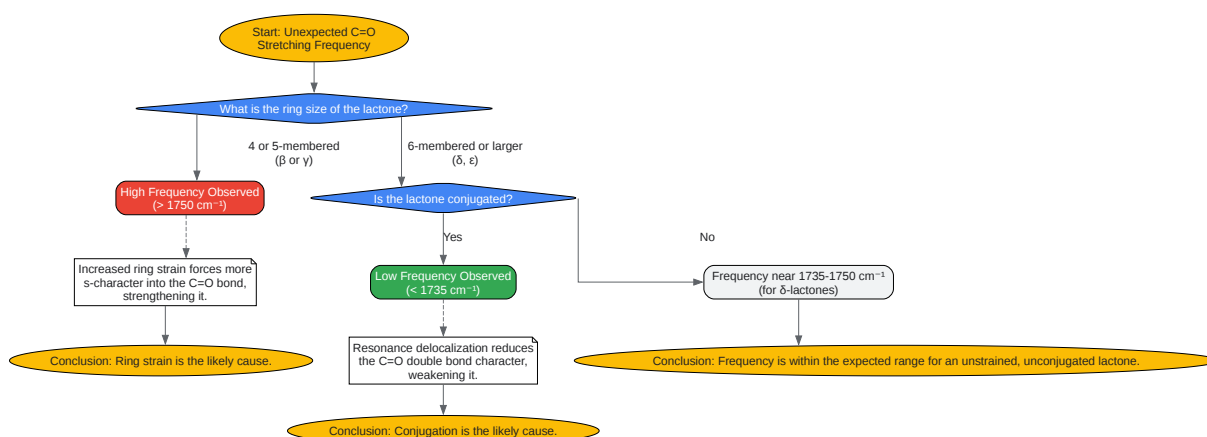 Start: Unexpected C=O
Stretching Frequency
What is the ring size of the lactone?
4 or 5-membered
(β or γ)
6-membered or larger
(δ, ε)
High Frequency Observed
(> 1750 cm⁻¹)
Is the lactone conjugated?
Yes
No
Increased ring strain forces more
s-character into the C=O bond,
strengthening it.
Low Frequency Observed
(< 1735 cm⁻¹)
Frequency near 1735-1750 cm⁻¹
(for δ-lactones)
Conclusion: Ring strain is the likely cause.
Resonance delocalization reduces
the C=O double bond character,
weakening it.
Conclusion: Frequency is within the expected range for an unstrained, unconjugated lactone.
Conclusion: Conjugation is the likely cause.